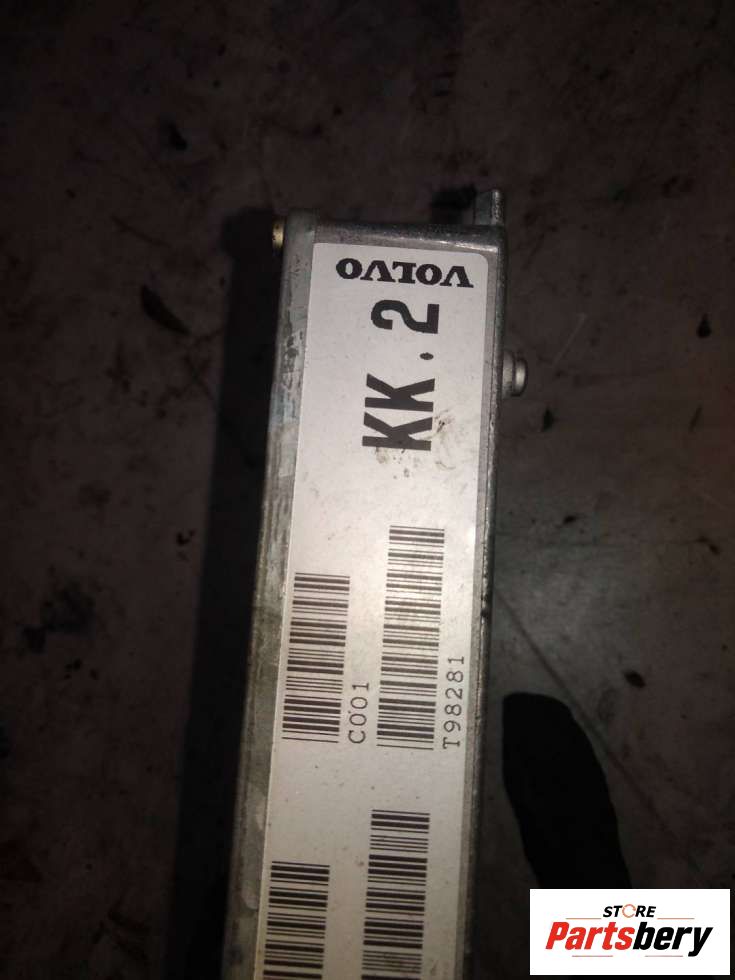 VOLVO
KK.2
C001
T98281
STORE
Partsbery